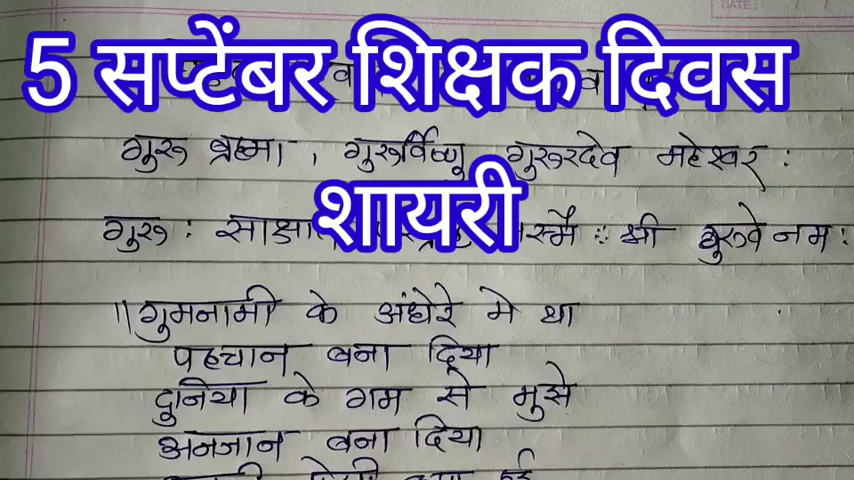 5 सप्टेंबर शिक्षक दिवस
शायरी
गुरु ब्रह्मा , गुरुर्विष्णू गुरुरदेव महेश्वर :
गुरु : साक्षात श्री गुरुवे नम :
॥ गुमनामी के अंधेरे मे था
पहचान बना दिया
दुनिया के गम से मुझे
अनजान बना दिया